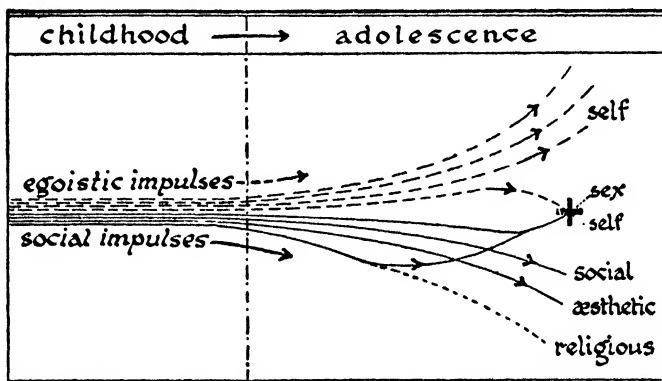 childhood adolescence
self
egoistic impulses
sex
self
social impulses
social
æsthetic
religious